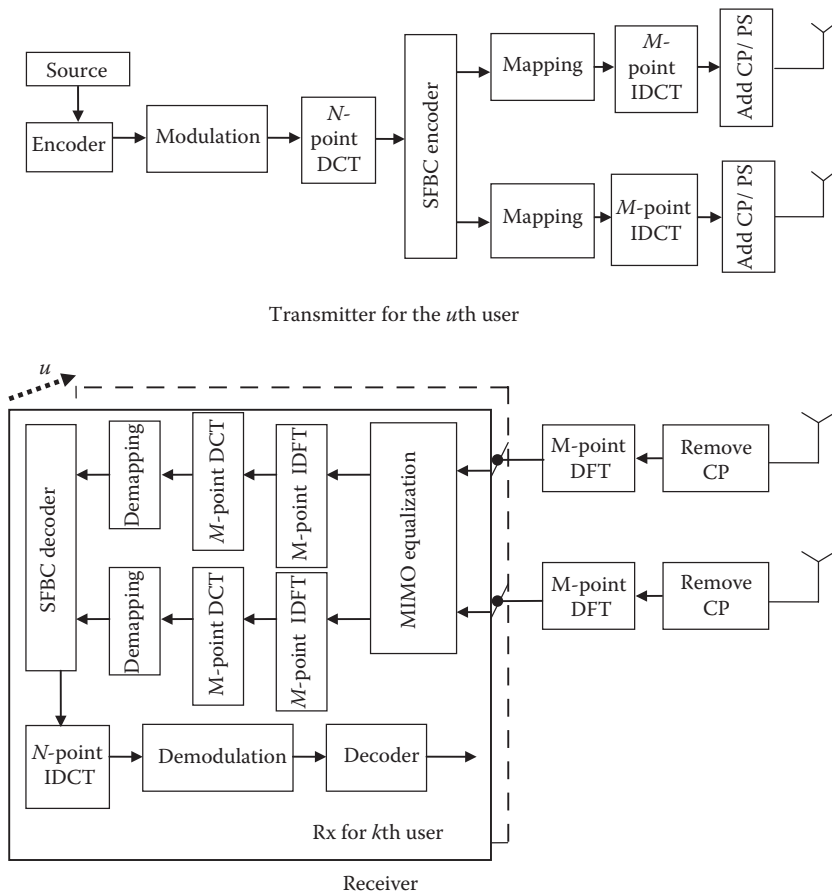 Source
Encoder
Modulation
N-
point
DCT
SFBC encoder
Mapping
M-
point
IDCT
Add CP/ PS
Mapping
M-point
IDCT
Add CP/ PS
Transmitter for the uth user
u
SFBC decoder
Demapping
M-point DCT
M-point IDFT
MIMO equalization
M-point
DFT
Remove
CP
Demapping
M-point DCT
M-point IDFT
M-point
DFT
Remove
CP
N-point
IDCT
Demodulation
Decoder
Rx for kth user
Receiver